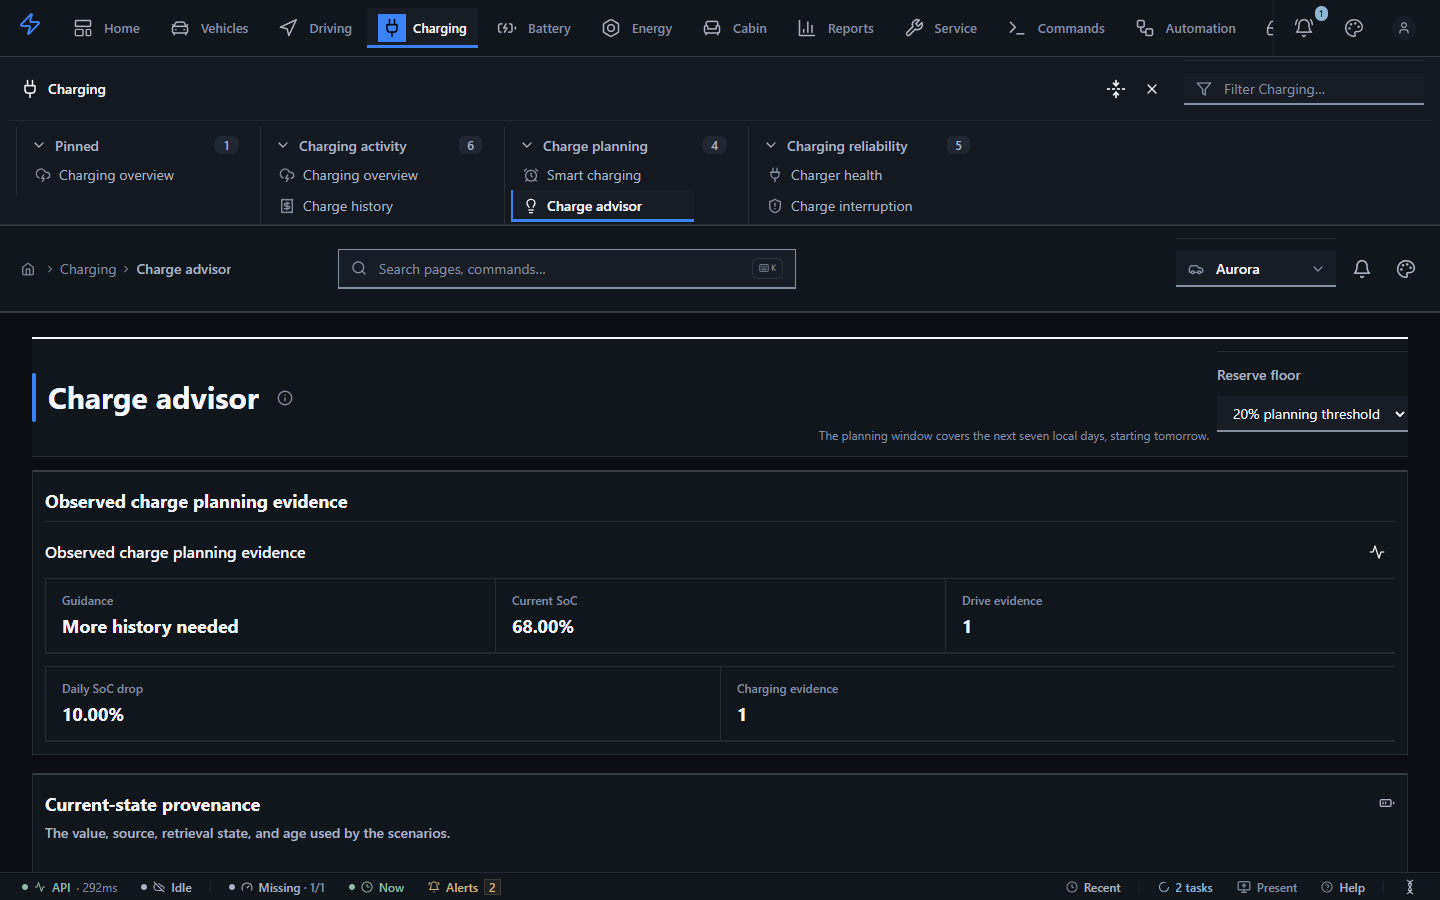 Home
Vehicles
Driving
Charging
Battery
Energy
Cabin
Reports
Service
Commands
Automation
1
Charging
Filter Charging...
Pinned 1
Charging overview
Charging activity 6
Charging overview
Charge history
Charge planning 4
Smart charging
Charge advisor
Charging reliability 5
Charger health
Charge interruption
Charging
Charge advisor
Search pages, commands...
K
Aurora
Charge advisor
Reserve floor
20% planning threshold
The planning window covers the next seven local days, starting tomorrow.
Observed charge planning evidence
Observed charge planning evidence
Guidance
More history needed
Current SoC
68.00%
Drive evidence
1
Daily SoC drop
10.00%
Charging evidence
1
Current-state provenance
The value, source, retrieval state, and age used by the scenarios.
API · 292ms
Idle
Missing · 1/1
Now
Alerts 2
Recent
2 tasks
Present
Help